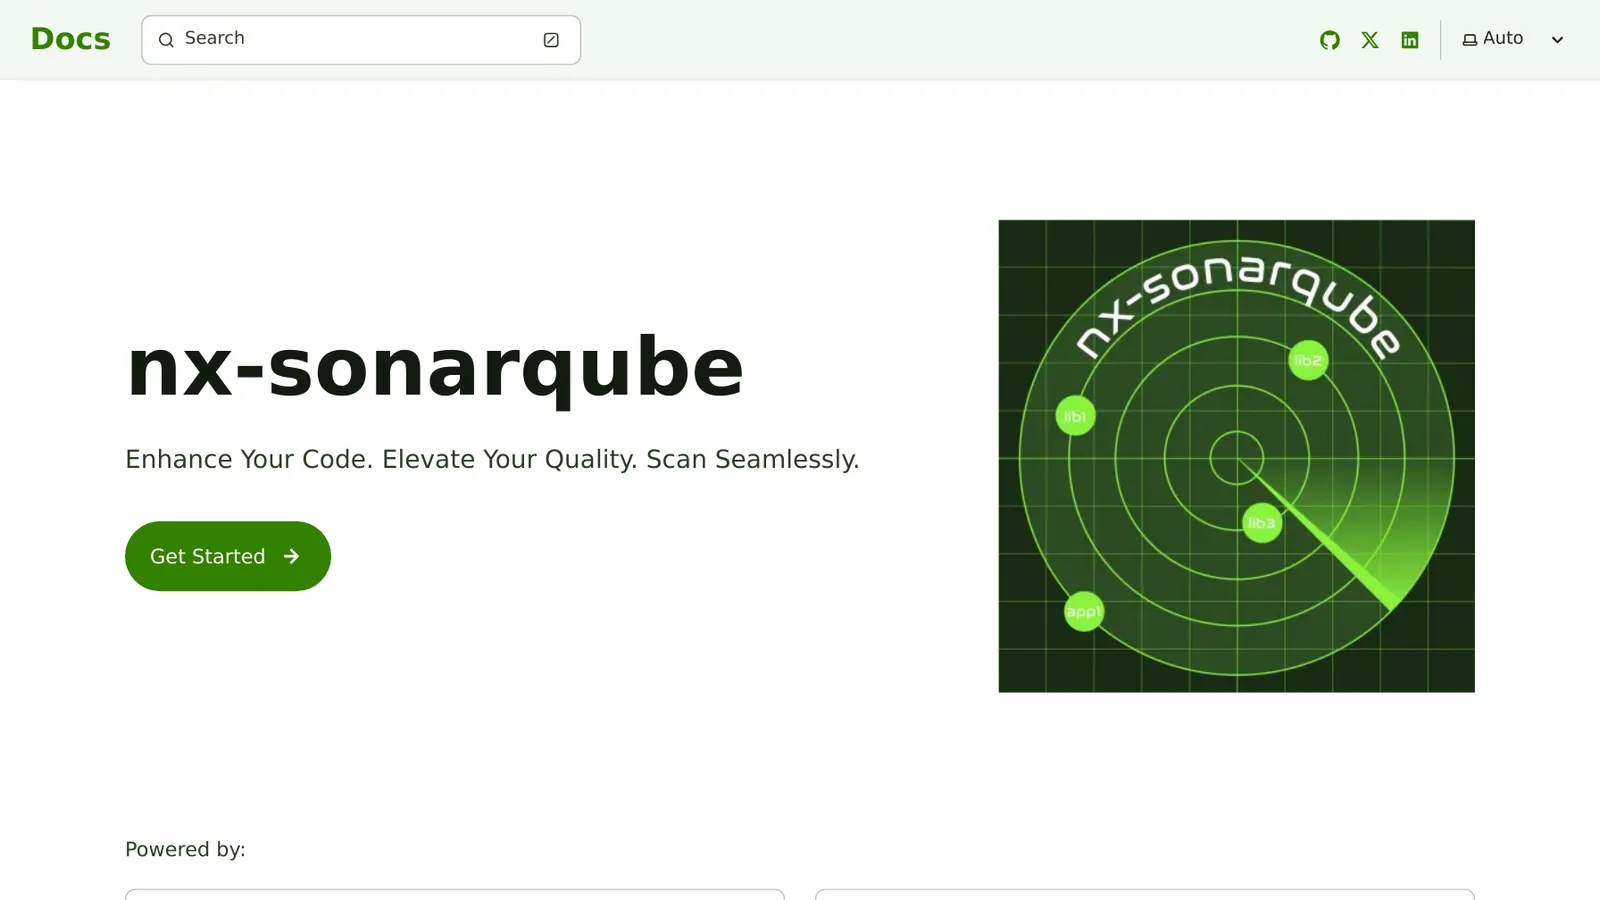 Docs
Search
Auto
nx-sonarqube
Enhance Your Code. Elevate Your Quality. Scan Seamlessly.
Get Started
nx-sonarqube
lib2
lib1
lib3
app1
Powered by: